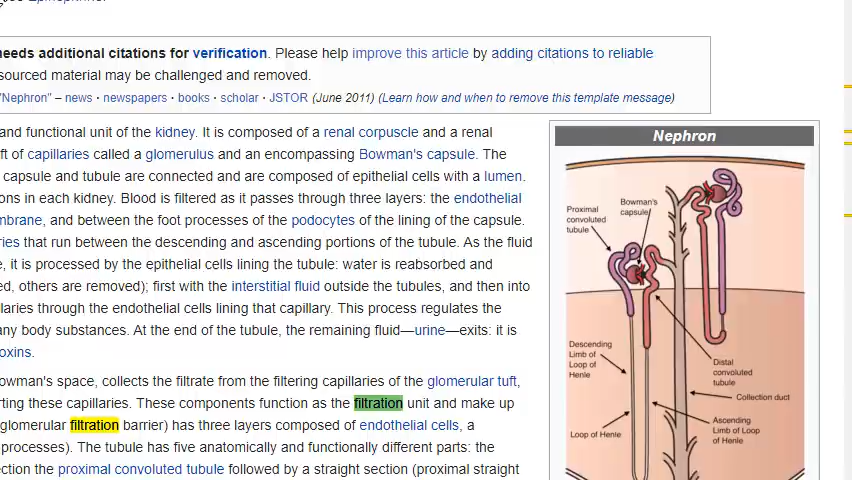 needs additional citations for verification. Please help improve this article by adding citations to reliable
sourced material may be challenged and removed.
"Nephron" – news · newspapers · books · scholar · JSTOR (June 2011) (Learn how and when to remove this template message)
and functional unit of the kidney. It is composed of a renal corpuscle and a renal
ft of capillaries called a glomerulus and an encompassing Bowman's capsule. The
capsule and tubule are connected and are composed of epithelial cells with a lumen.
ons in each kidney. Blood is filtered as it passes through three layers: the endothelial
mbrane, and between the foot processes of the podocytes of the lining of the capsule.
ries that run between the descending and ascending portions of the tubule. As the fluid
e, it is processed by the epithelial cells lining the tubule: water is reabsorbed and
ed, others are removed); first with the interstitial fluid outside the tubules, and then into
llaries through the endothelial cells lining that capillary. This process regulates the
any body substances. At the end of the tubule, the remaining fluid—urine—exits: it is
oxins.
owman's space, collects the filtrate from the filtering capillaries of the glomerular tuft,
rting these capillaries. These components function as the filtration unit and make up
glomerular filtration barrier) has three layers composed of endothelial cells, a
processes). The tubule has five anatomically and functionally different parts: the
ction the proximal convoluted tubule followed by a straight section (proximal straight
Nephron
Bowman's
capsule
Proximal
convoluted
tubule
Descending
Limb of
Loop of
Henle
Distal
convoluted
tubule
Collection duct
Ascending
Limb of Loop
of Henle
Loop of Henle